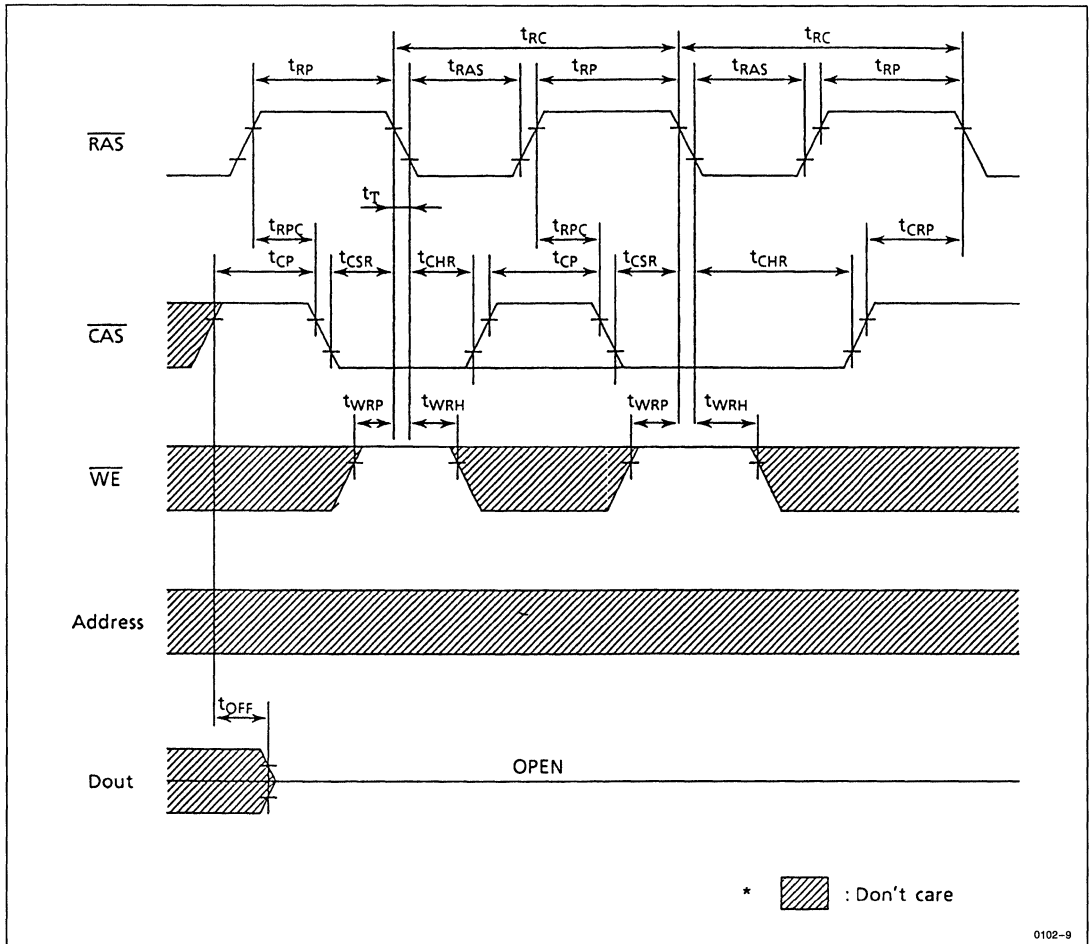 tRC tRC
tRP tRAS tRP tRAS tRP
RAS
tT
tRPC tRPC tCRP
tCP tCSR tCHR tCP tCSR tCHR
CAS
tWRP tWRH tWRP tWRH
WE
Address
tOFF
Dout OPEN
* : Don't care
0102-9